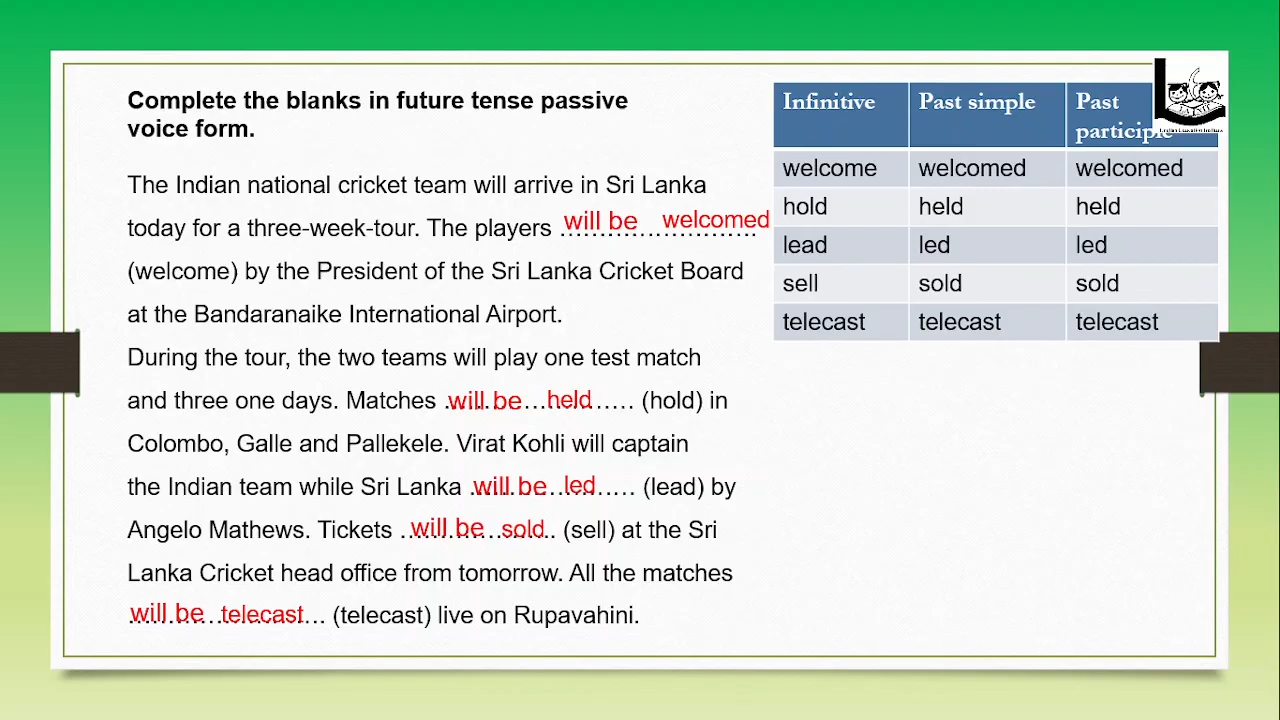 Complete the blanks in future tense passive
voice form.
The Indian national cricket team will arrive in Sri Lanka
today for a three-week-tour. The players will be welcomed
(welcome) by the President of the Sri Lanka Cricket Board
at the Bandaranaike International Airport.
During the tour, the two teams will play one test match
and three one days. Matches will be held (hold) in
Colombo, Galle and Pallekele. Virat Kohli will captain
the Indian team while Sri Lanka will be led (lead) by
Angelo Mathews. Tickets will be sold (sell) at the Sri
Lanka Cricket head office from tomorrow. All the matches
will be telecast (telecast) live on Rupavahini.
Infinitive Past simple Past
participle
welcome welcomed welcomed
hold held held
lead led led
sell sold sold
telecast telecast telecast